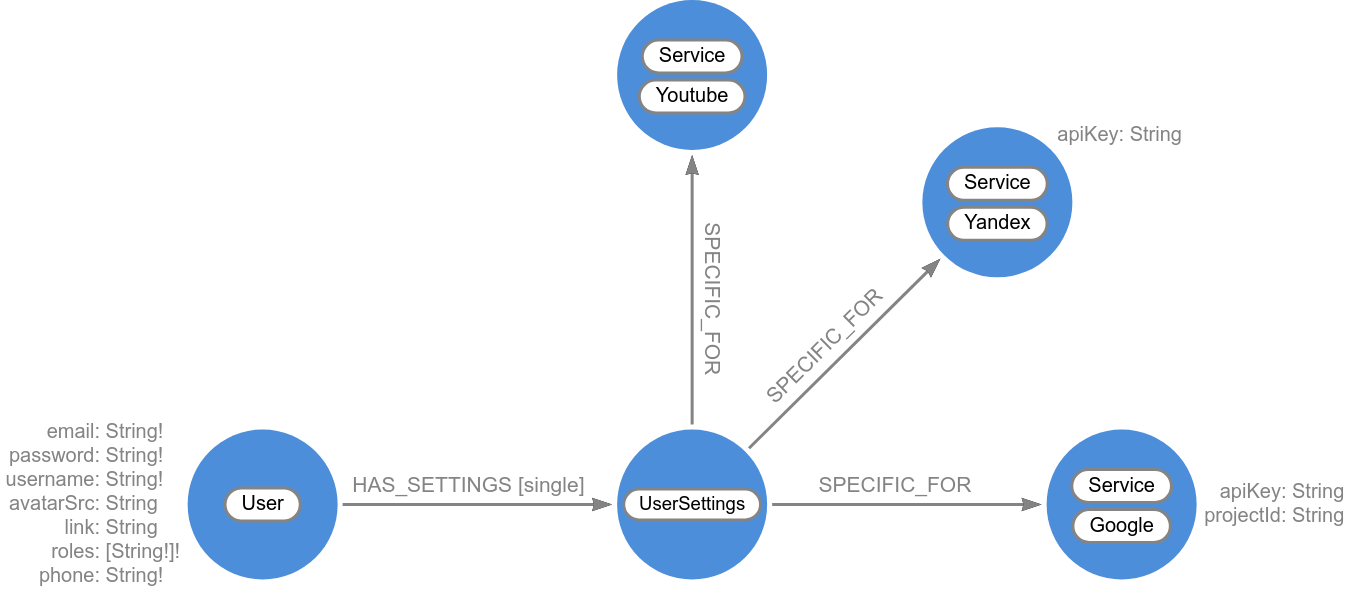 Service
Youtube
apiKey: String
Service
Yandex
SPECIFIC_FOR
SPECIFIC_FOR
email: String!
password: String!
username: String!
avatarSrc: String
link: String
roles: [String!]!
phone: String!
User
HAS_SETTINGS [single]
UserSettings
SPECIFIC_FOR
Service
Google
apiKey: String
projectId: String